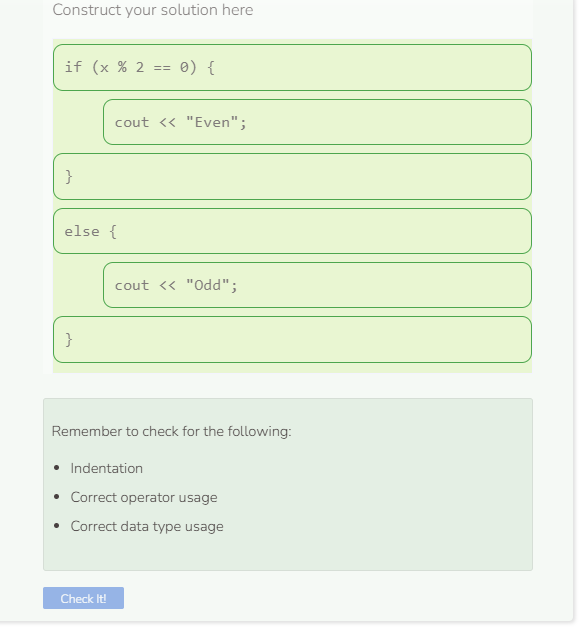 Construct your solution here
if (x % 2 == 0) {
cout << "Even";
}
else {
cout << "Odd";
}
Remember to check for the following:
• Indentation
• Correct operator usage
• Correct data type usage
Check It!